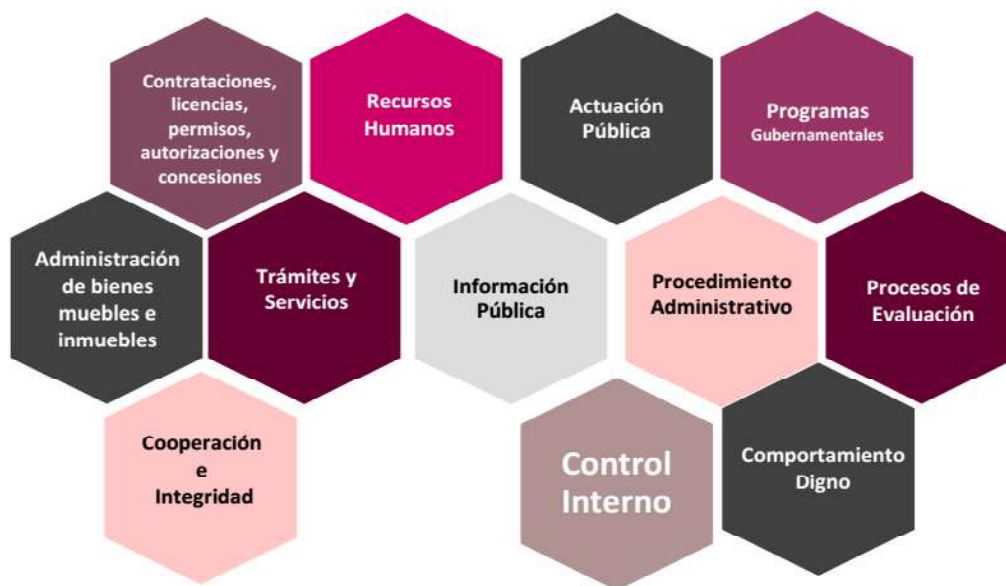 Contrataciones,
licencias,
permisos,
autorizaciones y
concesiones
Recursos
Humanos
Actuación
Pública
Programas
Gubernamentales
Administración
de bienes
muebles e
inmuebles
Trámites y
Servicios
Información
Pública
Procedimiento
Administrativo
Procesos de
Evaluación
Cooperación
e
Integridad
Control
Interno
Comportamiento
Digno